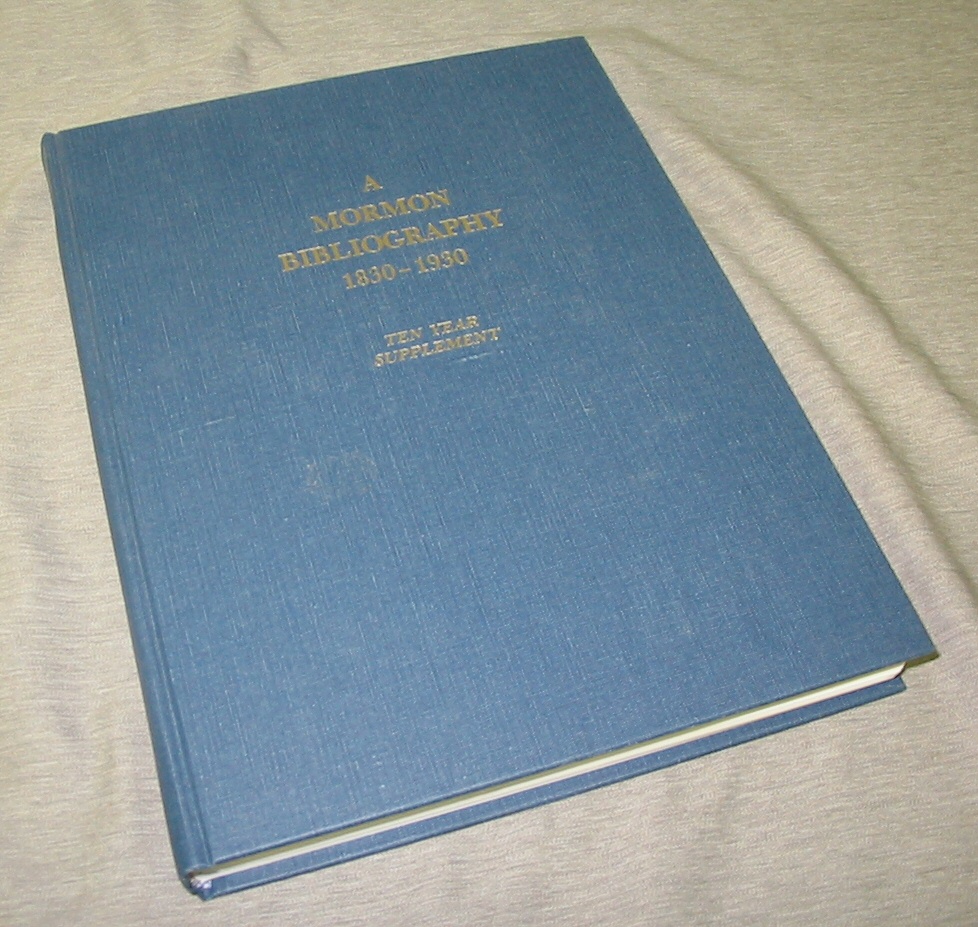 A
MORMON
BIBLIOGRAPHY
1830–1930
TEN YEAR
SUPPLEMENT